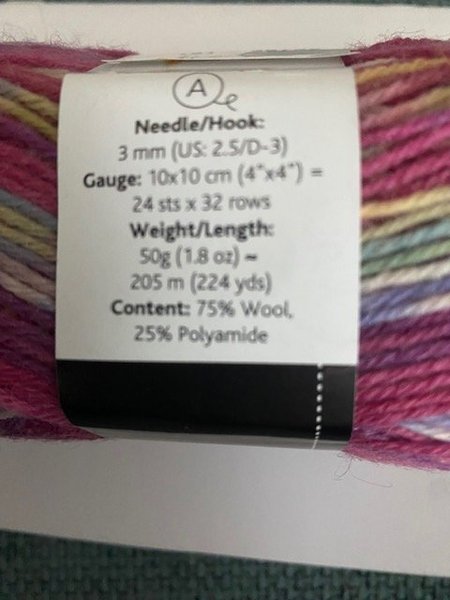 A
Needle/Hook:
3 mm (US: 2.5/D-3)
Gauge: 10x10 cm (4"x4") =
24 sts x 32 rows
Weight/Length:
50g (1.8 oz) ~
205 m (224 yds)
Content: 75% Wool,
25% Polyamide